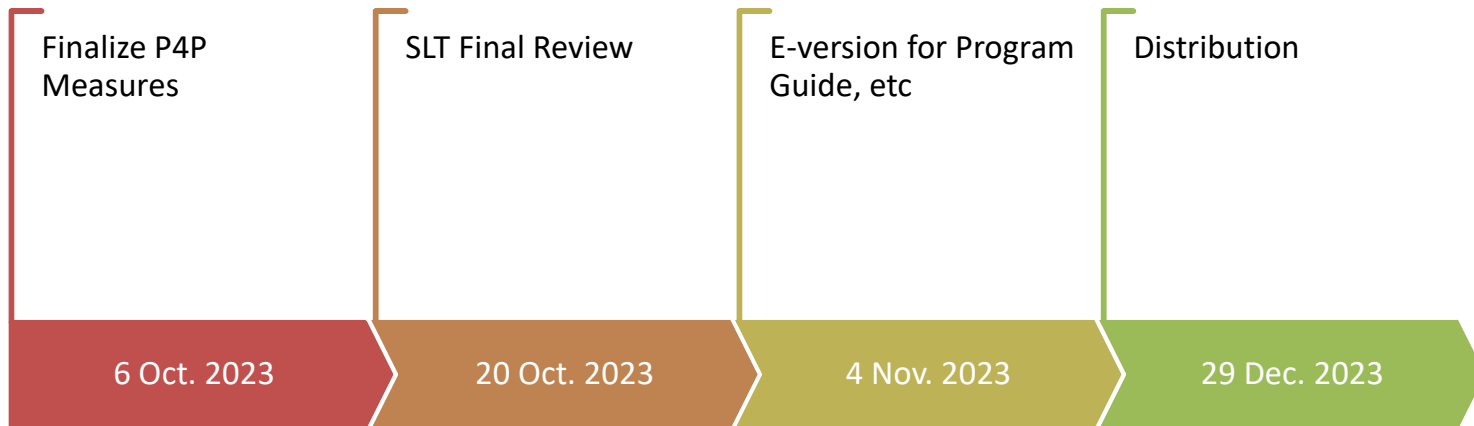 Finalize P4P
Measures
SLT Final Review
E-version for Program
Guide, etc
Distribution
6 Oct. 2023
20 Oct. 2023
4 Nov. 2023
29 Dec. 2023